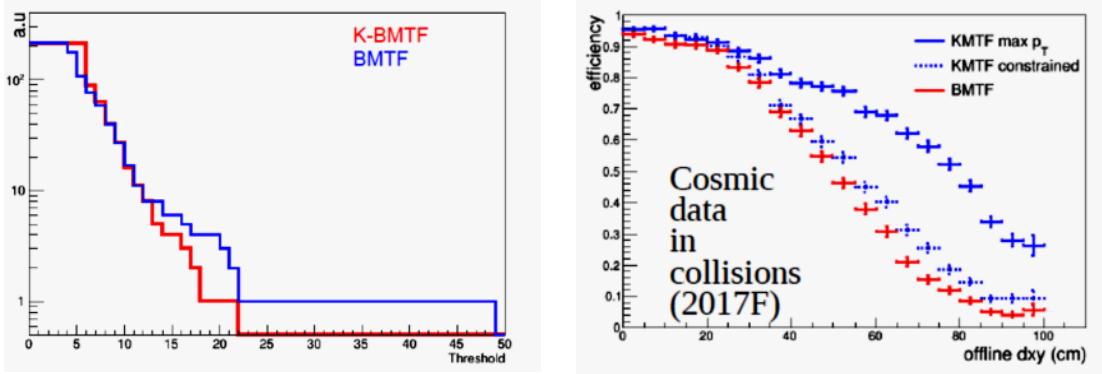 a.u
K-BMTF
BMTF
10²
10
1
0 5 10 15 20 25 30 35 40 45 50
Threshold
efficiency
1
0.9
0.8
0.7
0.6
0.5
0.4
0.3
0.2
0.1
0
KMTF max p_T
KMTF constrained
BMTF
Cosmic
data
in
collisions
(2017F)
0 20 40 60 80 100
offline dxy (cm)